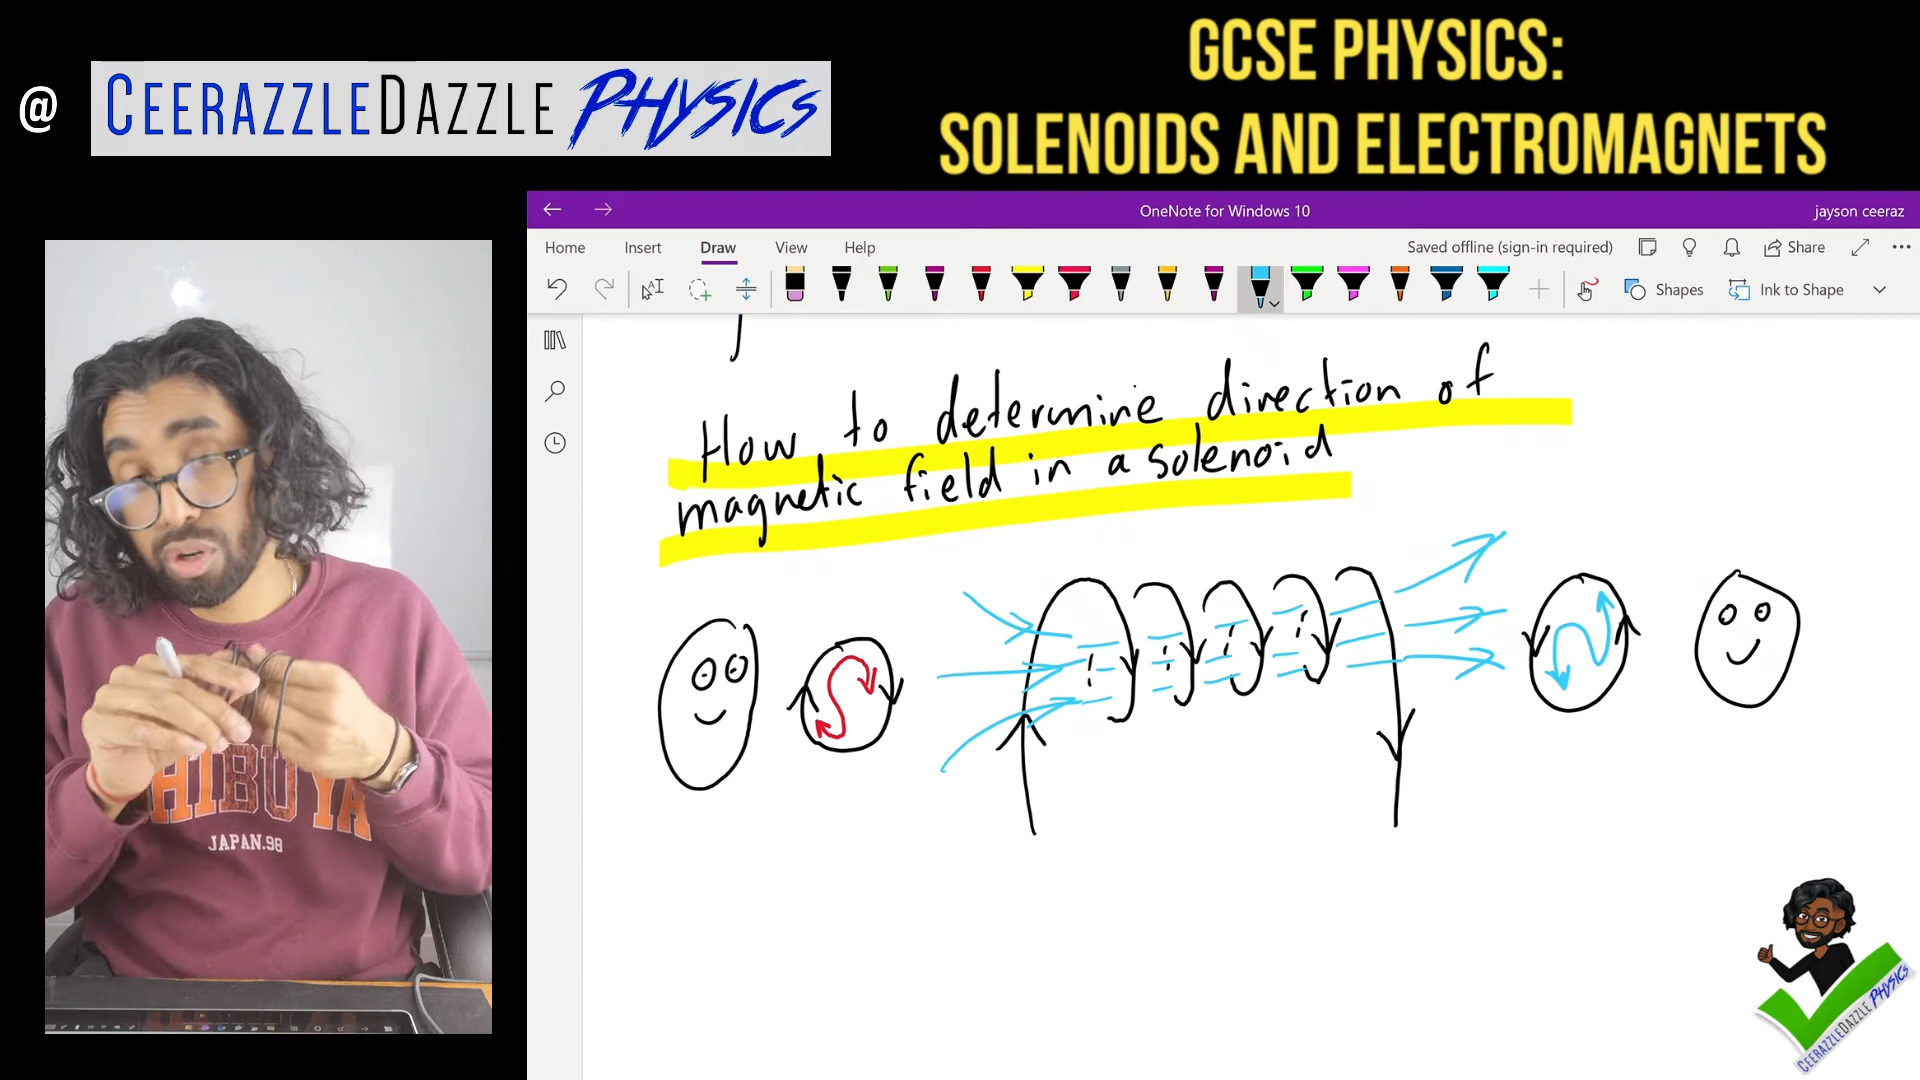 @ CEERAZZLEDAZZLE PHYSICS
GCSE PHYSICS:
SOLENOIDS AND ELECTROMAGNETS
OneNote for Windows 10
jayson ceeraz
Home Insert Draw View Help
Saved offline (sign-in required)
Share
Shapes
Ink to Shape
How to determine direction of
magnetic field in a solenoid
S
N
SHIBUYA
JAPAN.98
CEERAZZLEDAZZLE PHYSICS